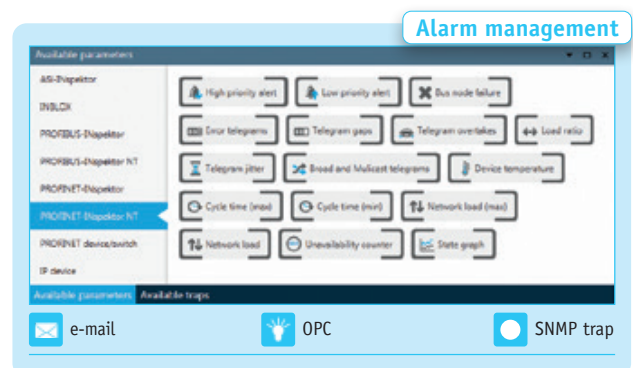 Alarm management
Available parameters
ASi-INspektor
INBLOX
PROFIBUS-INspektor
PROFIBUS-INspektor NT
PROFINET-INspektor
PROFINET-INspektor NT
PROFINET device/switch
IP device
High priority alert Low priority alert Bus node failure
Error telegrams Telegram gaps Telegram overtakes Load ratio
Telegram jitter Broad and Mulicast telegrams Device temperature
Cycle time (max) Cycle time (min) Network load (max)
Network load Unavailability counter State graph
Available parameters Available traps
e-mail OPC SNMP trap